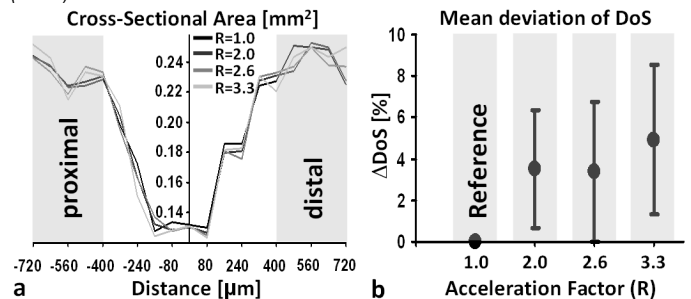 Cross-Sectional Area [mm²]
R=1.0
R=2.0
R=2.6
R=3.3
0.24
0.22
0.20
0.18
0.16
0.14
proximal
distal
-720 -560 -400 -240 -80 80 240 400 560 720
Distance [µm]
a
Mean deviation of DoS
10
8
6
4
2
0
ΔDoS [%]
Reference
1.0 2.0 2.6 3.3
Acceleration Factor (R)
b